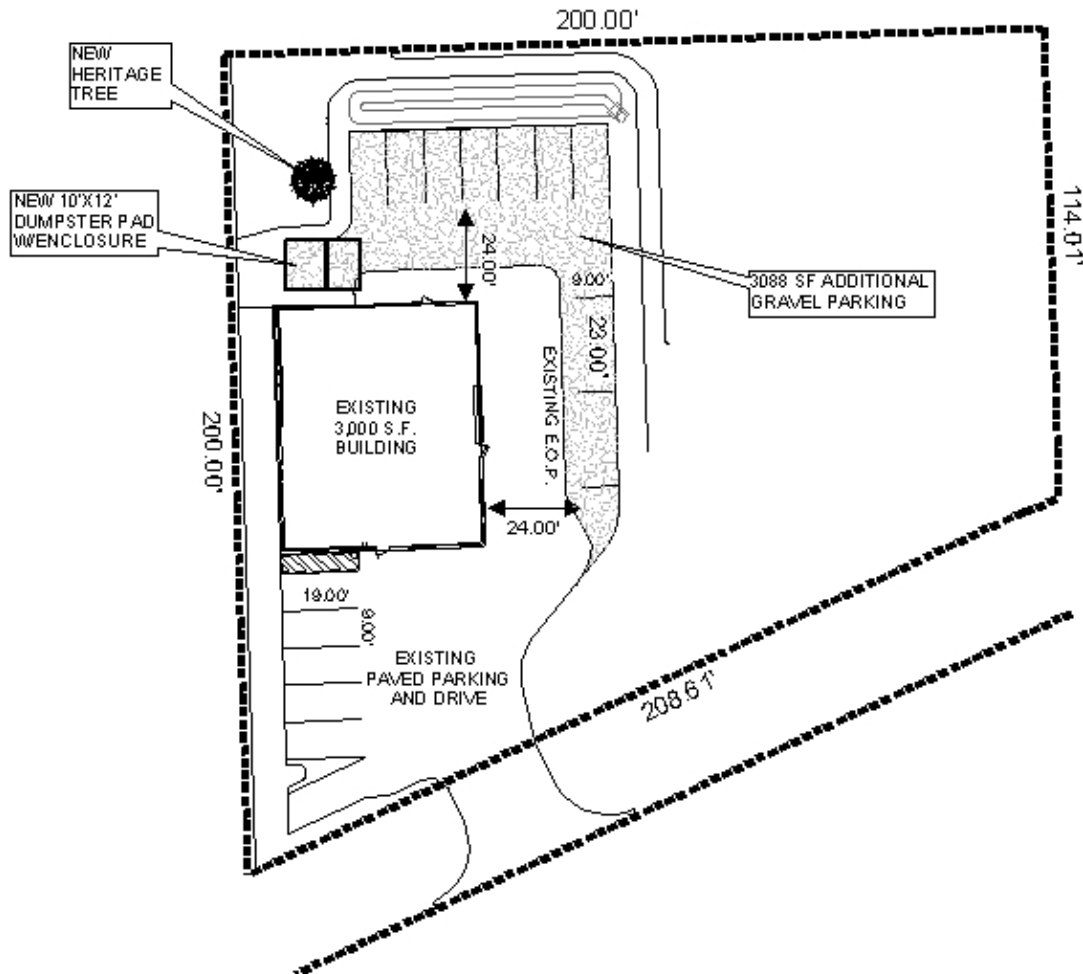 200.00'
NEW
HERITAGE
TREE
NEW 10'X12'
DUMPSTER PAD
W/ENCLOSURE
114.01'
24.00'
3088 SF ADDITIONAL
GRAVEL PARKING
9.00'
23.00'
EXISTING E.O.P.
EXISTING
3,000 S.F.
BUILDING
200.00'
24.00'
19.00'
9.00'
EXISTING
PAVED PARKING
AND DRIVE
208.61'